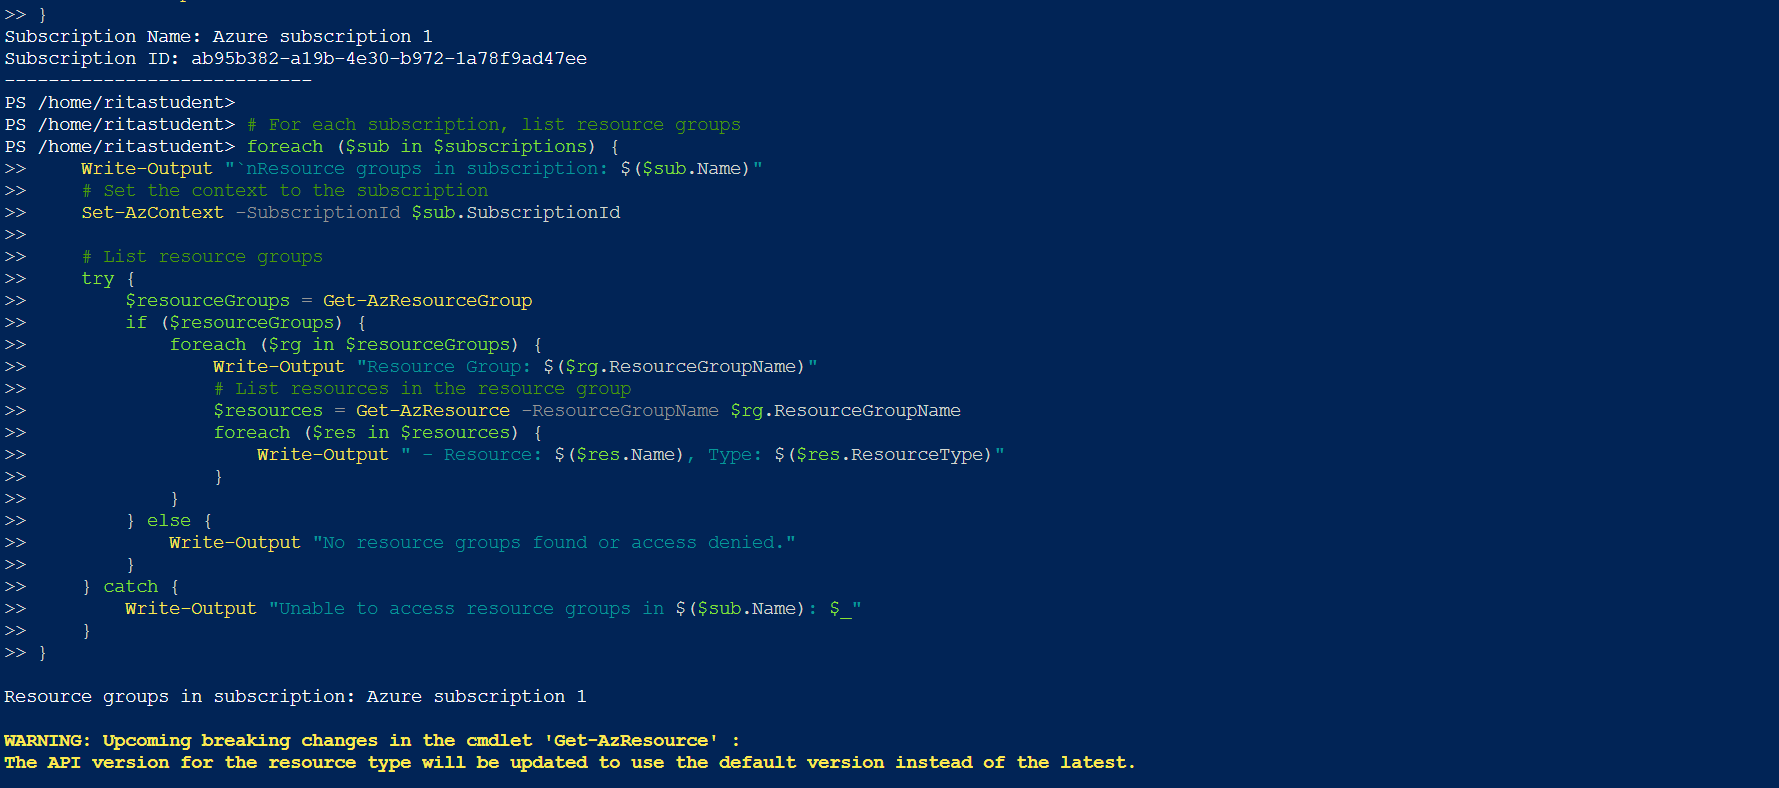 >> }
Subscription Name: Azure subscription 1
Subscription ID: ab95b382-a19b-4e30-b972-1a78f9ad47ee
----------------------------
PS /home/ritastudent>
PS /home/ritastudent> # For each subscription, list resource groups
PS /home/ritastudent> foreach ($sub in $subscriptions) {
>>     Write-Output "`nResource groups in subscription: $($sub.Name)"
>>     # Set the context to the subscription
>>     Set-AzContext -SubscriptionId $sub.SubscriptionId
>>
>>     # List resource groups
>>     try {
>>         $resourceGroups = Get-AzResourceGroup
>>         if ($resourceGroups) {
>>             foreach ($rg in $resourceGroups) {
>>                 Write-Output "Resource Group: $($rg.ResourceGroupName)"
>>                 # List resources in the resource group
>>                 $resources = Get-AzResource -ResourceGroupName $rg.ResourceGroupName
>>                 foreach ($res in $resources) {
>>                     Write-Output " - Resource: $($res.Name), Type: $($res.ResourceType)"
>>                 }
>>             }
>>         } else {
>>             Write-Output "No resource groups found or access denied."
>>         }
>>     } catch {
>>         Write-Output "Unable to access resource groups in $($sub.Name): $_"
>>     }
>> }
Resource groups in subscription: Azure subscription 1
WARNING: Upcoming breaking changes in the cmdlet 'Get-AzResource' :
The API version for the resource type will be updated to use the default version instead of the latest.